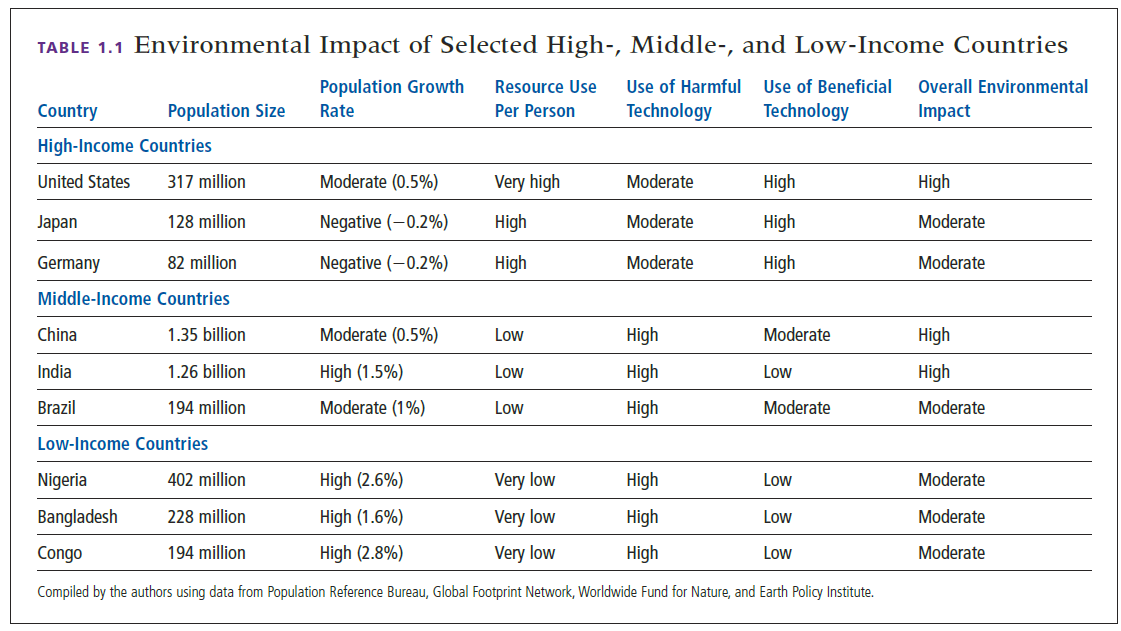 TABLE 1.1 Environmental Impact of Selected High-, Middle-, and Low-Income Countries
Population Growth Resource Use Use of Harmful Use of Beneficial Overall Environmental
Country Population Size Rate Per Person Technology Technology Impact
High-Income Countries
United States 317 million Moderate (0.5%) Very high Moderate High High
Japan 128 million Negative (−0.2%) High Moderate High Moderate
Germany 82 million Negative (−0.2%) High Moderate High Moderate
Middle-Income Countries
China 1.35 billion Moderate (0.5%) Low High Moderate High
India 1.26 billion High (1.5%) Low High Low High
Brazil 194 million Moderate (1%) Low High Moderate Moderate
Low-Income Countries
Nigeria 402 million High (2.6%) Very low High Low Moderate
Bangladesh 228 million High (1.6%) Very low High Low Moderate
Congo 194 million High (2.8%) Very low High Low Moderate
Compiled by the authors using data from Population Reference Bureau, Global Footprint Network, Worldwide Fund for Nature, and Earth Policy Institute.